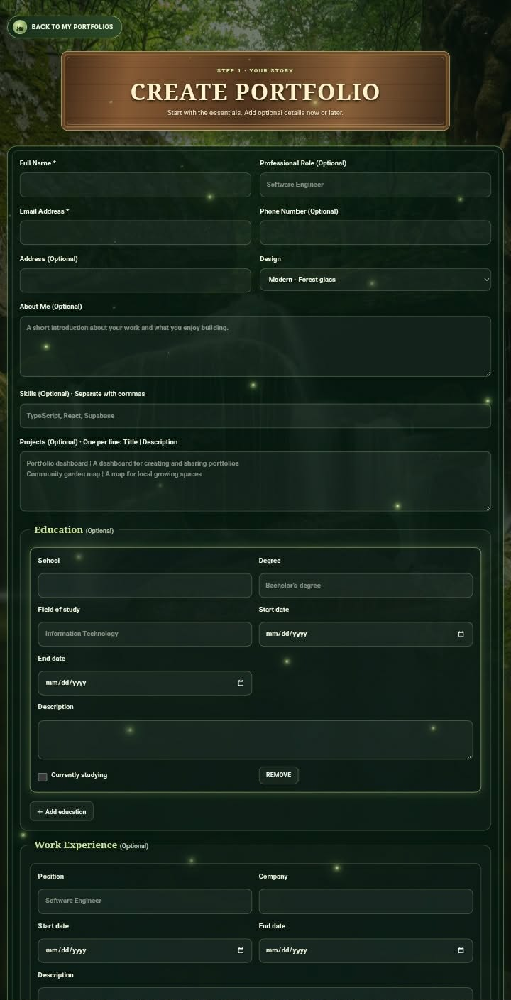 BACK TO MY PORTFOLIOS
STEP 1 · YOUR STORY
CREATE PORTFOLIO
Start with the essentials. Add optional details now or later.
Full Name *
Professional Role (Optional)
Software Engineer
Email Address *
Phone Number (Optional)
Address (Optional)
Design
Modern · Forest glass
About Me (Optional)
A short introduction about your work and what you enjoy building.
Skills (Optional) · Separate with commas
TypeScript, React, Supabase
Projects (Optional) · One per line: Title | Description
Portfolio dashboard | A dashboard for creating and sharing portfolios
Community garden map | A map for local growing spaces
Education (Optional)
School
Degree
Bachelor's degree
Field of study
Start date
Information Technology
mm/dd/yyyy
End date
mm/dd/yyyy
Description
Currently studying
REMOVE
+ Add education
Work Experience (Optional)
Position
Company
Software Engineer
Start date
End date
mm/dd/yyyy
mm/dd/yyyy
Description